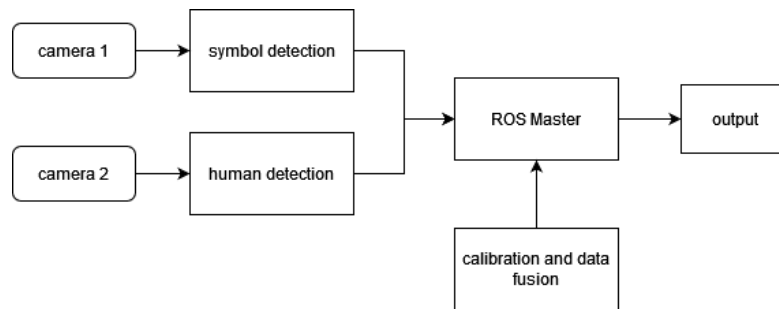 camera 1
symbol detection
ROS Master
output
camera 2
human detection
calibration and data
fusion